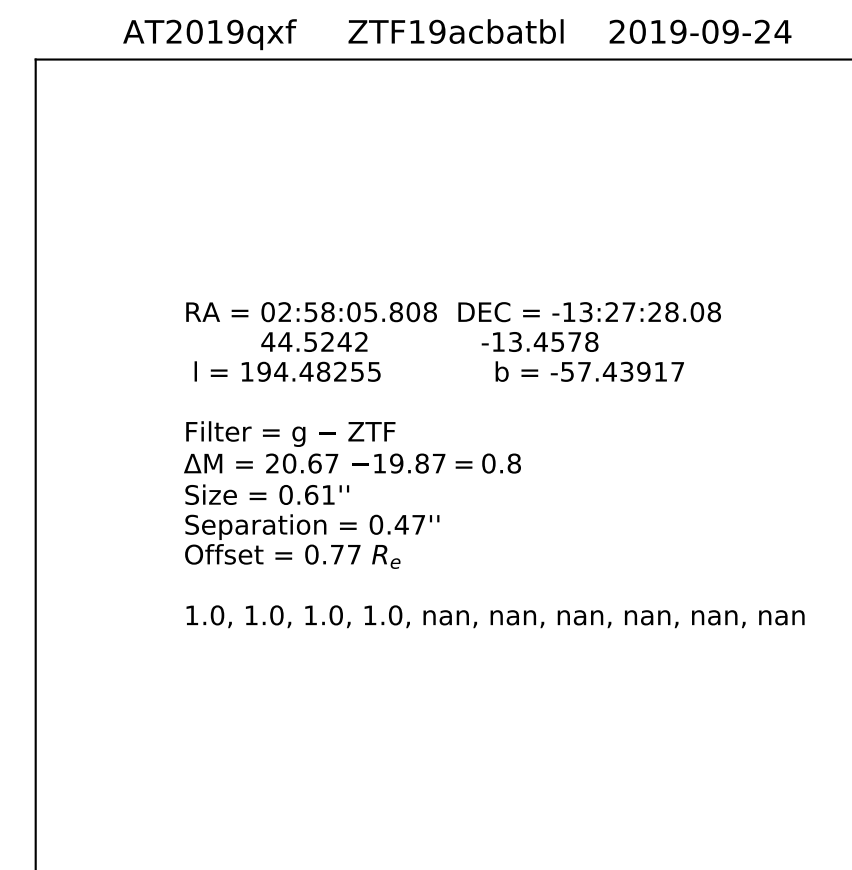 AT2019qxf ZTF19acbatbl 2019-09-24
RA = 02:58:05.808 DEC = -13:27:28.08
44.5242 -13.4578
l = 194.48255 b = -57.43917
Filter = g − ZTF
ΔM = 20.67 −19.87 = 0.8
Size = 0.61''
Separation = 0.47''
Offset = 0.77 Rₑ
1.0, 1.0, 1.0, 1.0, nan, nan, nan, nan, nan, nan